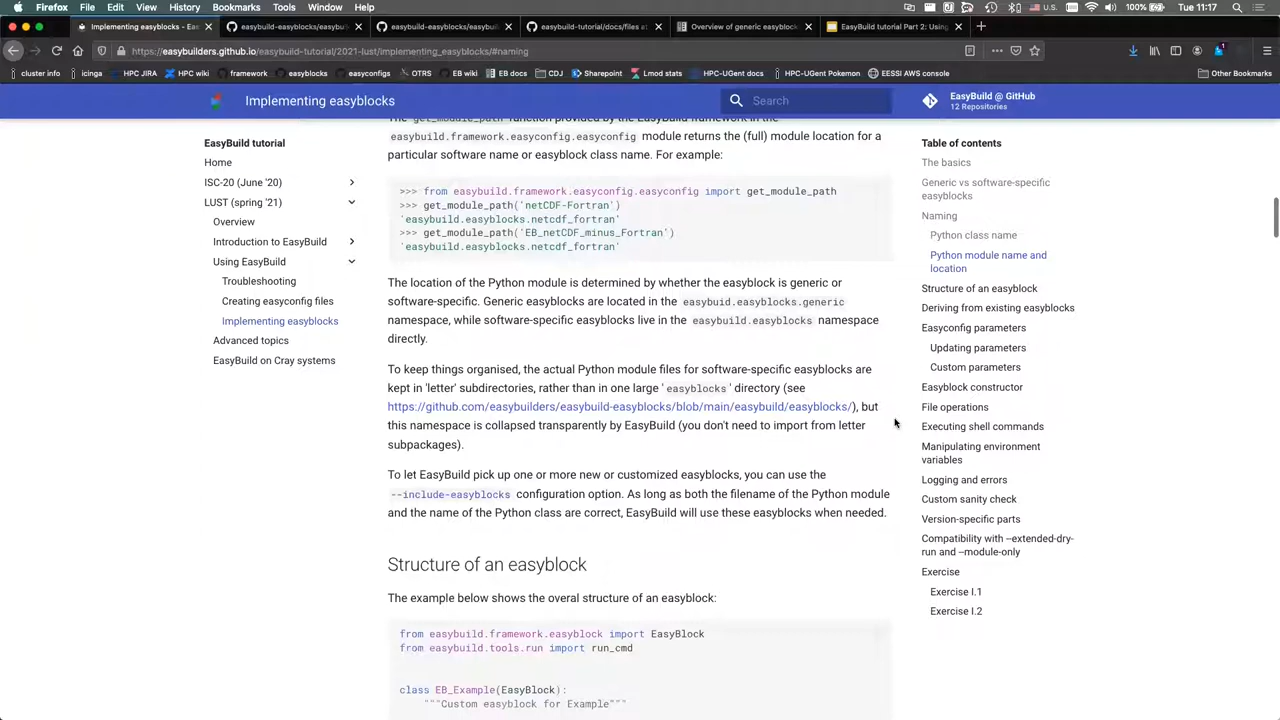 Firefox File Edit View History Bookmarks Tools Window Help 100% Tue 11:17
Implementing easyblocks - Eas
easybuild-easyblocks/easybu
easybuild-easyblocks/easybui
easybuild-tutorial/docs/files at
Overview of generic easyblock
EasyBuild tutorial Part 2: Using
https://easybuilders.github.io/easybuild-tutorial/2021-lust/implementing_easyblocks/#naming
cluster info icinga HPC JIRA HPC wiki framework easyblocks easyconfigs OTRS EB wiki EB docs CDJ Sharepoint Lmod stats HPC-UGent docs HPC-UGent Pokemon EESSI AWS console Other Bookmarks
Implementing easyblocks
Search
EasyBuild @ GitHub
12 Repositories
EasyBuild tutorial
Home
ISC-20 (June '20)
LUST (spring '21)
Overview
Introduction to EasyBuild
Using EasyBuild
Troubleshooting
Creating easyconfig files
Implementing easyblocks
Advanced topics
EasyBuild on Cray systems
The get_module_path function provided by the EasyBuild framework in the
easybuild.framework.easyconfig.easyconfig module returns the (full) module location for a
particular software name or easyblock class name. For example:
>>> from easybuild.framework.easyconfig.easyconfig import get_module_path
>>> get_module_path('netCDF-Fortran')
'easybuild.easyblocks.netcdf_fortran'
>>> get_module_path('EB_netCDF_minus_Fortran')
'easybuild.easyblocks.netcdf_fortran'
The location of the Python module is determined by whether the easyblock is generic or
software-specific. Generic easyblocks are located in the easybuid.easyblocks.generic
namespace, while software-specific easyblocks live in the easybuild.easyblocks namespace
directly.
To keep things organised, the actual Python module files for software-specific easyblocks are
kept in 'letter' subdirectories, rather than in one large 'easyblocks' directory (see
https://github.com/easybuilders/easybuild-easyblocks/blob/main/easybuild/easyblocks/), but
this namespace is collapsed transparently by EasyBuild (you don't need to import from letter
subpackages).
To let EasyBuild pick up one or more new or customized easyblocks, you can use the
--include-easyblocks configuration option. As long as both the filename of the Python module
and the name of the Python class are correct, EasyBuild will use these easyblocks when needed.
Structure of an easyblock
The example below shows the overal structure of an easyblock:
from easybuild.framework.easyblock import EasyBlock
from easybuild.tools.run import run_cmd
class EB_Example(EasyBlock):
"""Custom easyblock for Example"""
Table of contents
The basics
Generic vs software-specific
easyblocks
Naming
Python class name
Python module name and
location
Structure of an easyblock
Deriving from existing easyblocks
Easyconfig parameters
Updating parameters
Custom parameters
Easyblock constructor
File operations
Executing shell commands
Manipulating environment
variables
Logging and errors
Custom sanity check
Version-specific parts
Compatibility with --extended-dry-
run and --module-only
Exercise
Exercise I.1
Exercise I.2